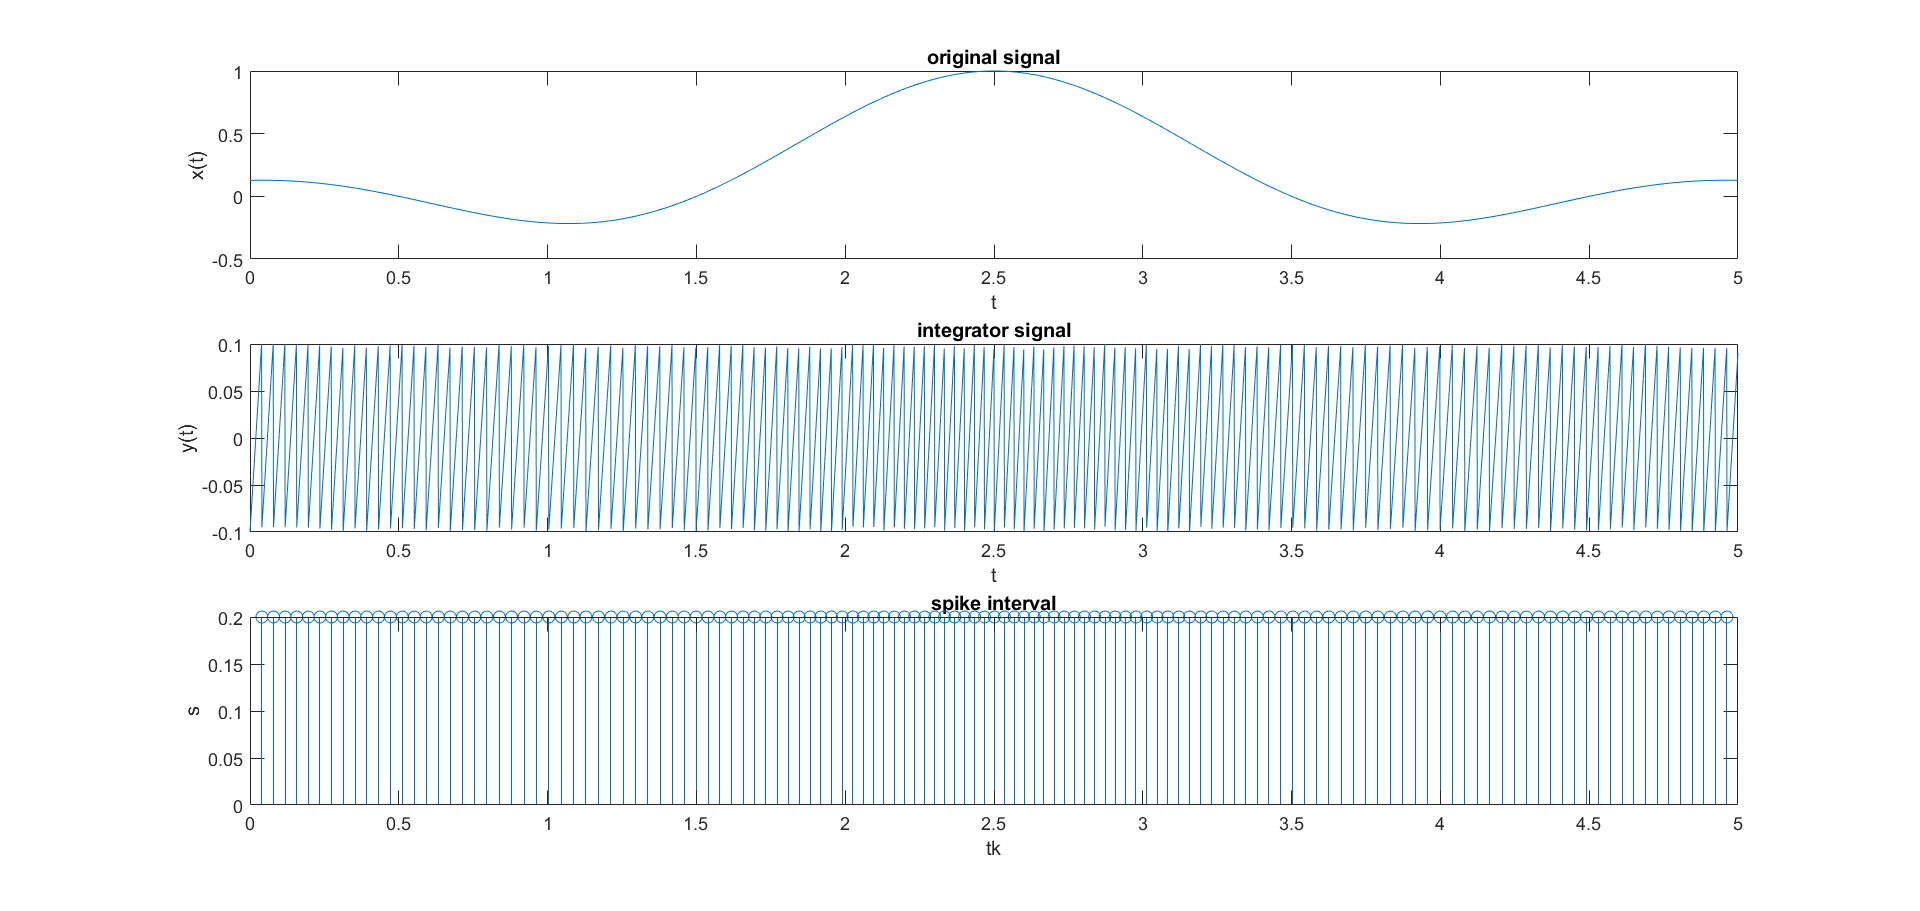 original signal
1
0.5
0
-0.5
x(t)
0 0.5 1 1.5 2 2.5 3 3.5 4 4.5 5
t
integrator signal
0.1
0.05
0
-0.05
-0.1
y(t)
0 0.5 1 1.5 2 2.5 3 3.5 4 4.5 5
t
spike interval
0.2
0.15
0.1
0.05
0
s
0 0.5 1 1.5 2 2.5 3 3.5 4 4.5 5
tk